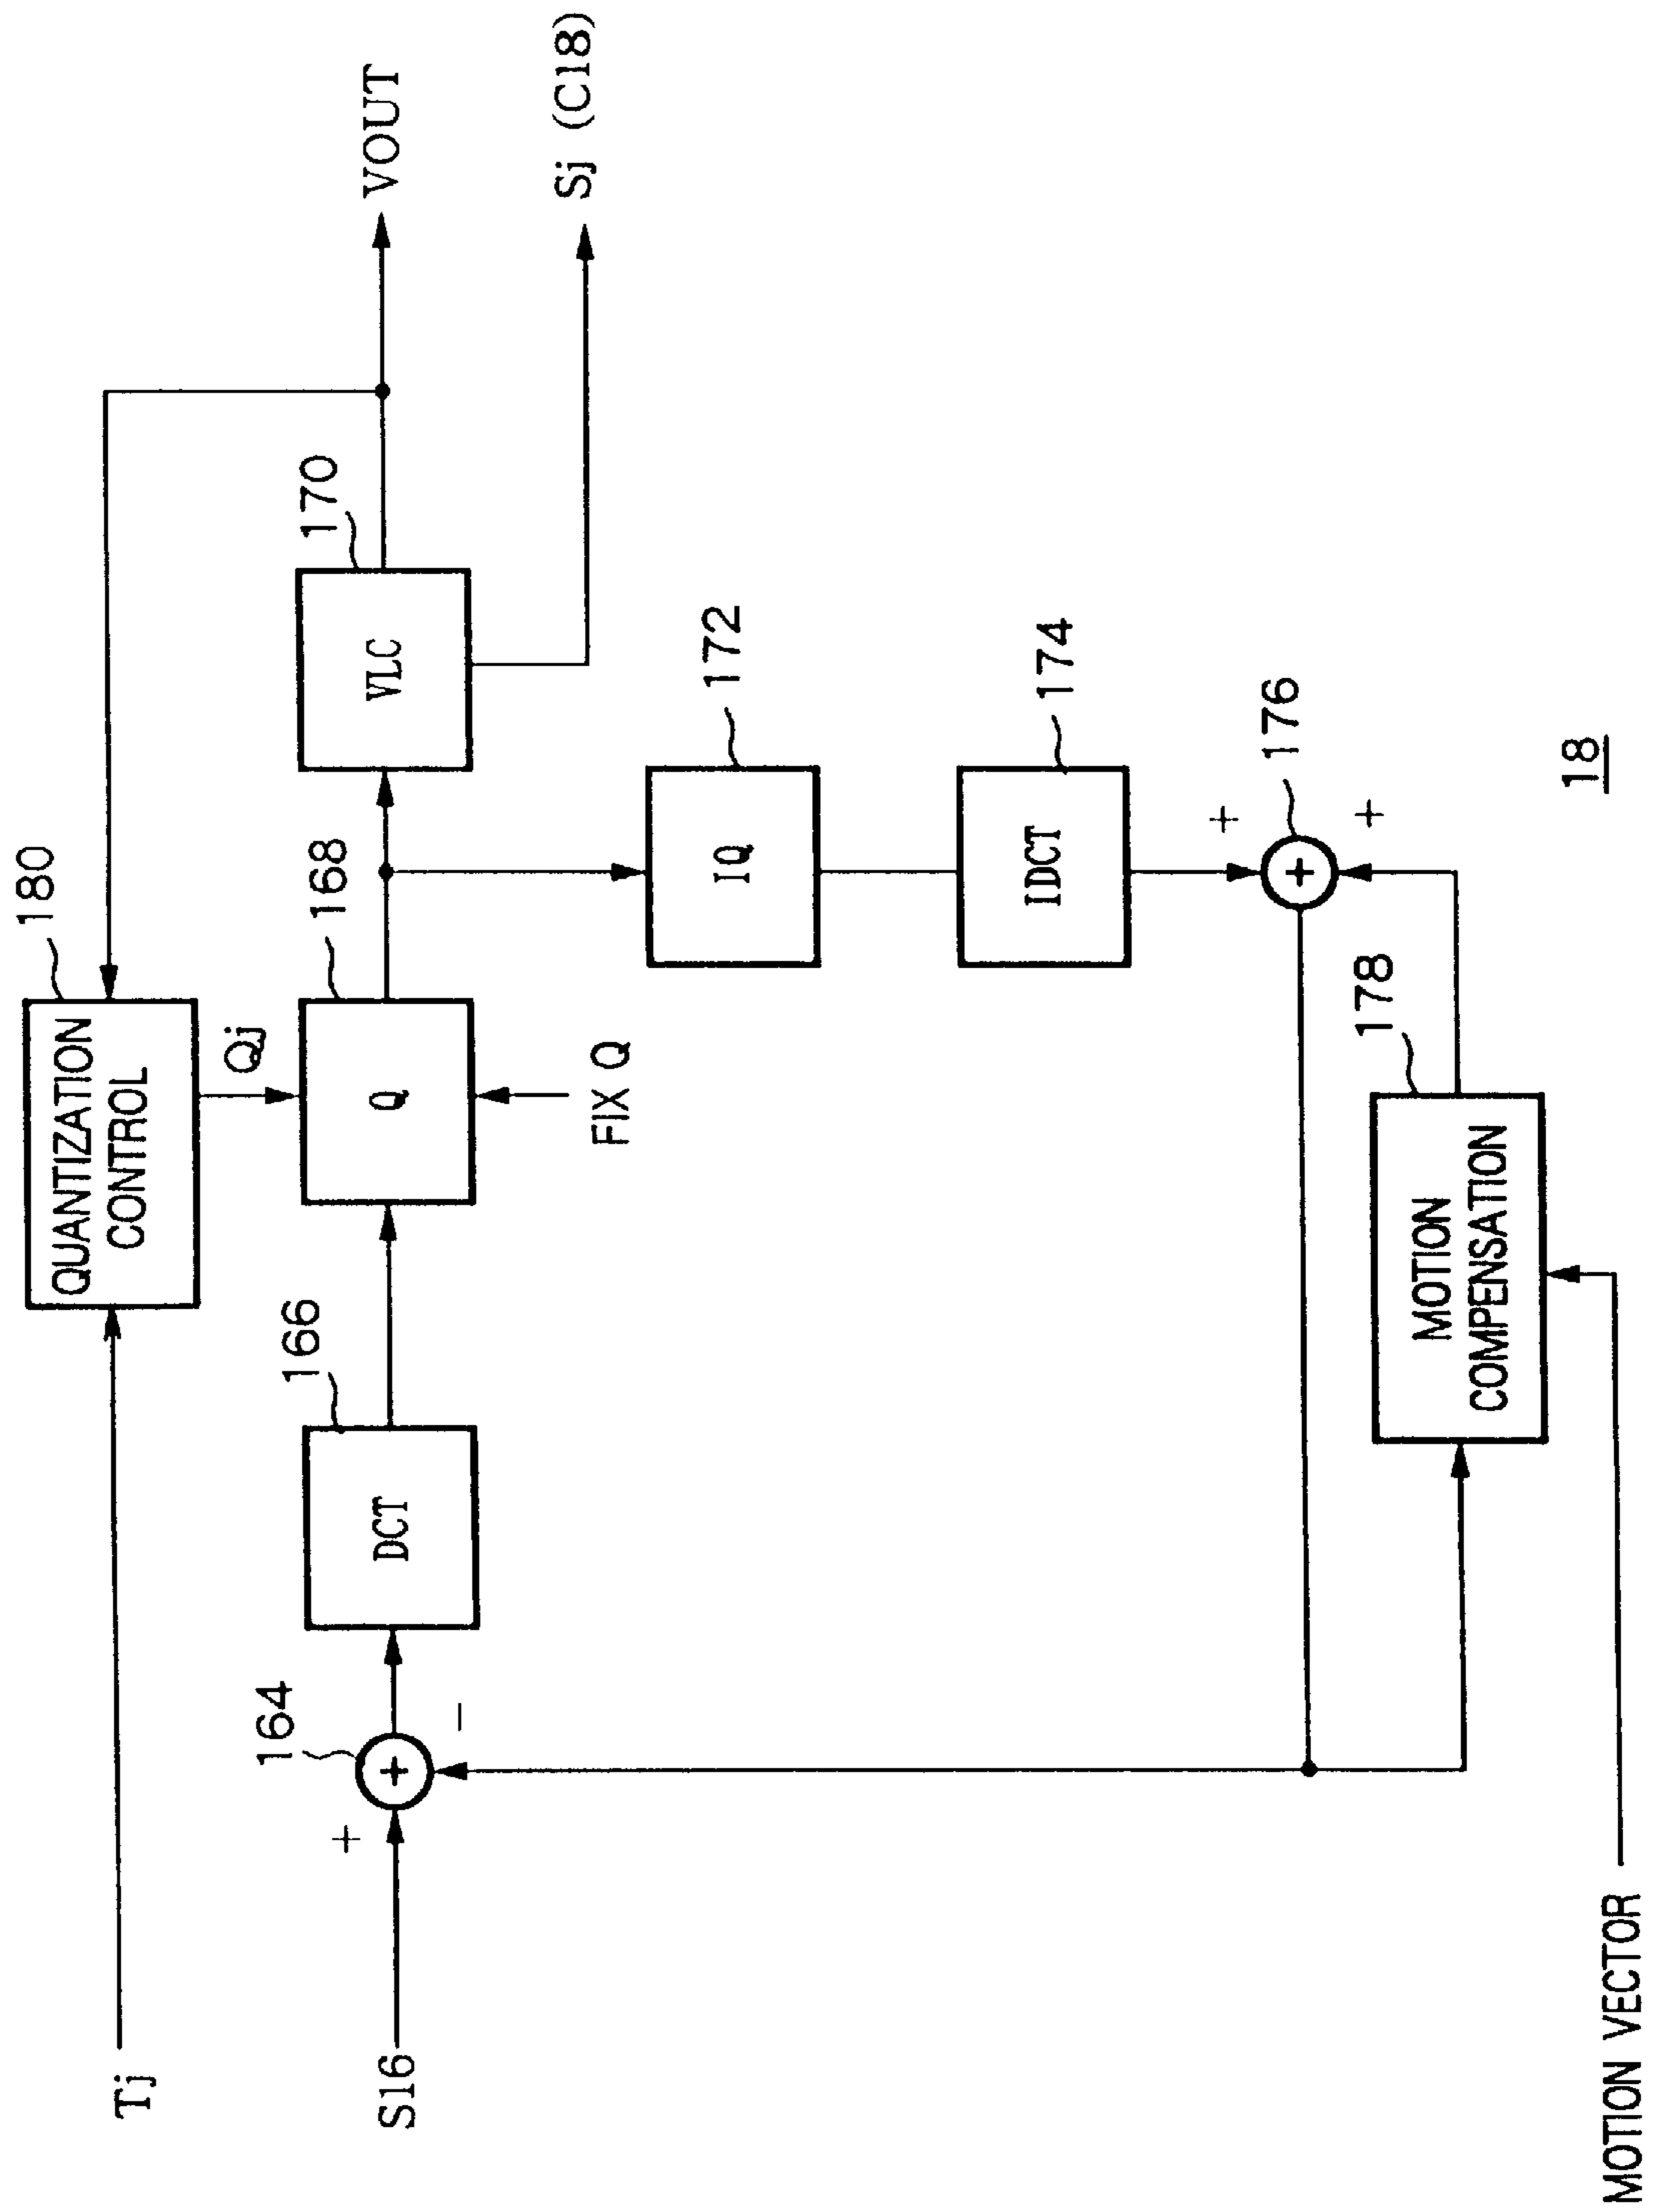 Tj
QUANTIZATION
CONTROL
180
Qj
S16
+
164
+
−
DCT
166
Q
168
FIX Q
VLC
170
VOUT
Sj (C18)
IQ
172
IDCT
174
+
+
176
+
MOTION
COMPENSATION
178
MOTION VECTOR
18